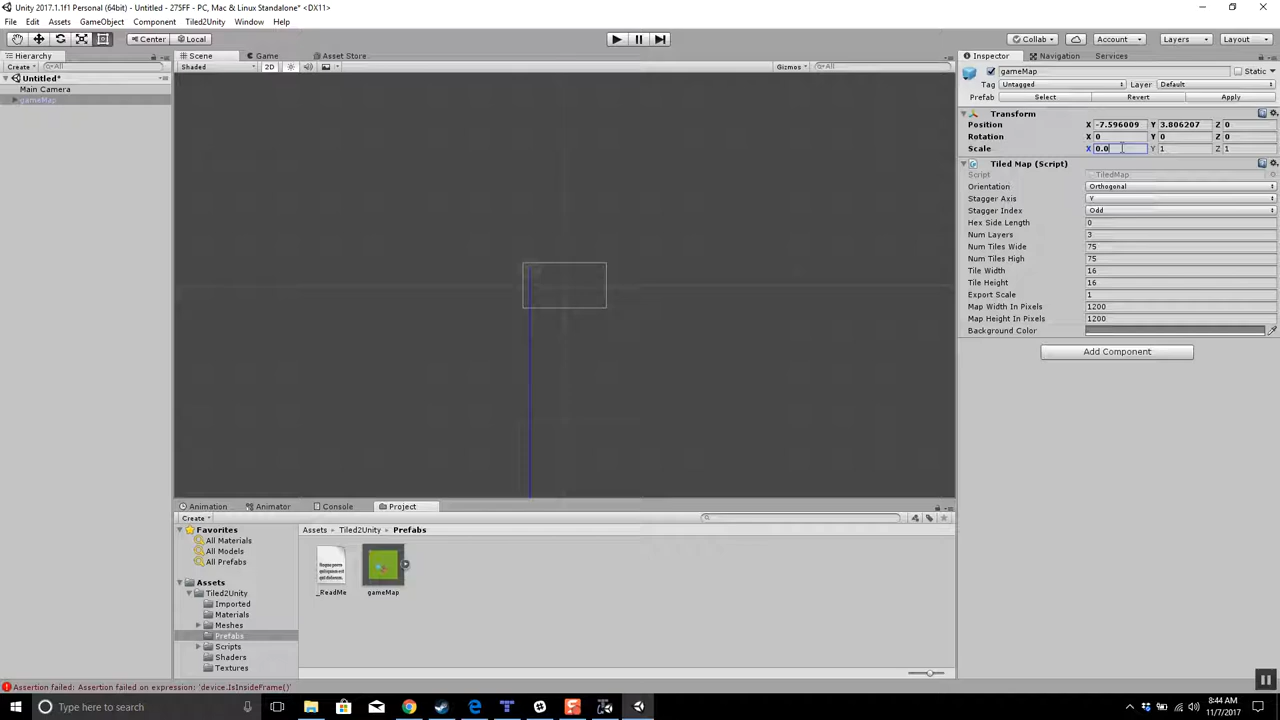 Unity 2017.1.1f1 Personal (64bit) - Untitled - 275FF - PC, Mac & Linux Standalone* <DX11>
File Edit Assets GameObject Component Tiled2Unity Window Help
Center Local Collab Account Layers Layout
Hierarchy
Create All
Untitled*
Main Camera
gameMap
Scene Game Asset Store
Shaded 2D Gizmos All
Inspector Navigation Services
gameMap Static
Tag Untagged Layer Default
Prefab Select Revert Apply
Transform
Position X -7.596009 Y 3.806207 Z 0
Rotation X 0 Y 0 Z 0
Scale X 0.0 Y 1 Z 1
Tiled Map (Script)
Script TiledMap
Orientation Orthogonal
Stagger Axis Y
Stagger Index Odd
Hex Side Length 0
Num Layers 3
Num Tiles Wide 75
Num Tiles High 75
Tile Width 16
Tile Height 16
Export Scale 1
Map Width In Pixels 1200
Map Height In Pixels 1200
Background Color
Add Component
Animation Animator Console Project
Create
Favorites
All Materials
All Models
All Prefabs
Assets
Tiled2Unity
Imported
Materials
Meshes
Prefabs
Scripts
Shaders
Textures
Assets Tiled2Unity Prefabs
_ReadMe gameMap
Assertion failed: Assertion failed on expression: 'device.IsInsideFrame()'
Type here to search
8:44 AM
11/7/2017